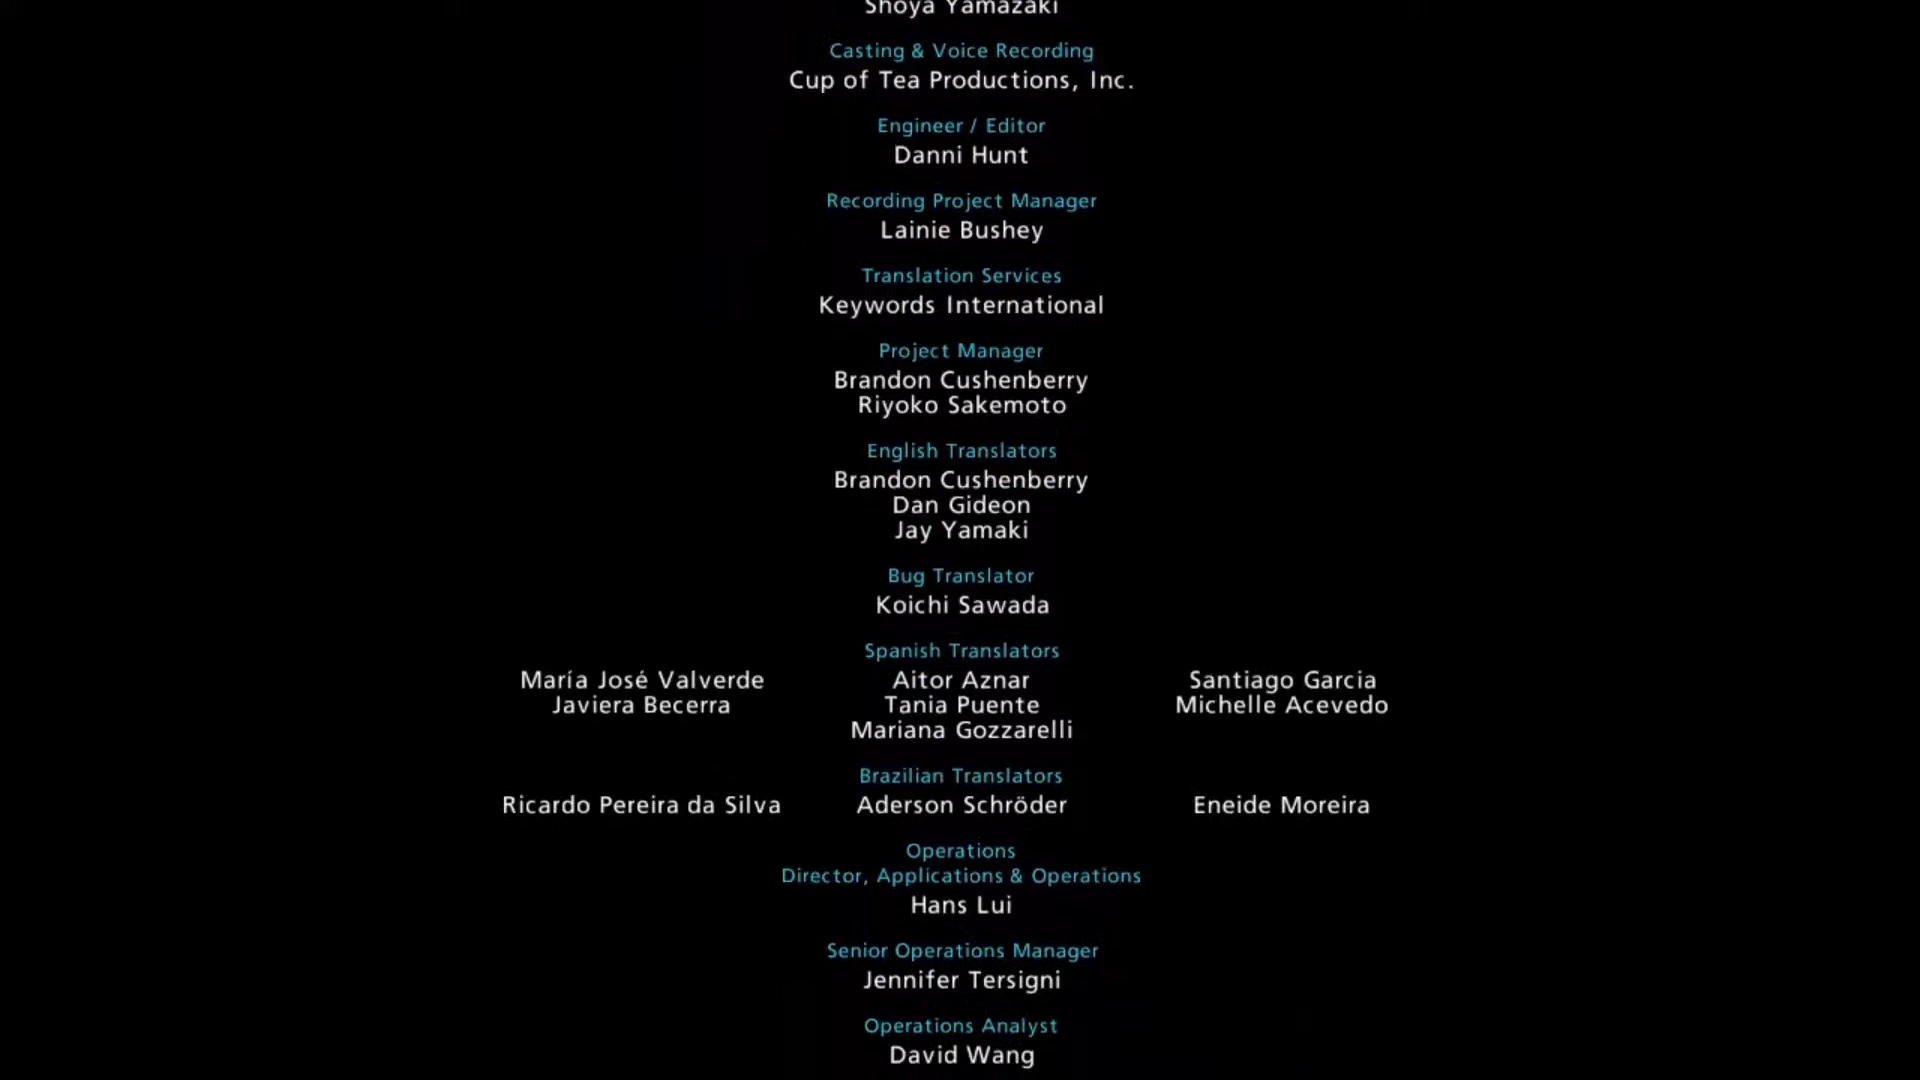 Shoya Yamazaki
Casting & Voice Recording
Cup of Tea Productions, Inc.
Engineer / Editor
Danni Hunt
Recording Project Manager
Lainie Bushey
Translation Services
Keywords International
Project Manager
Brandon Cushenberry
Riyoko Sakemoto
English Translators
Brandon Cushenberry
Dan Gideon
Jay Yamaki
Bug Translator
Koichi Sawada
Spanish Translators
María José Valverde Aitor Aznar Santiago Garcia
Javiera Becerra Tania Puente Michelle Acevedo
Mariana Gozzarelli
Brazilian Translators
Ricardo Pereira da Silva Aderson Schröder Eneide Moreira
Operations
Director, Applications & Operations
Hans Lui
Senior Operations Manager
Jennifer Tersigni
Operations Analyst
David Wang